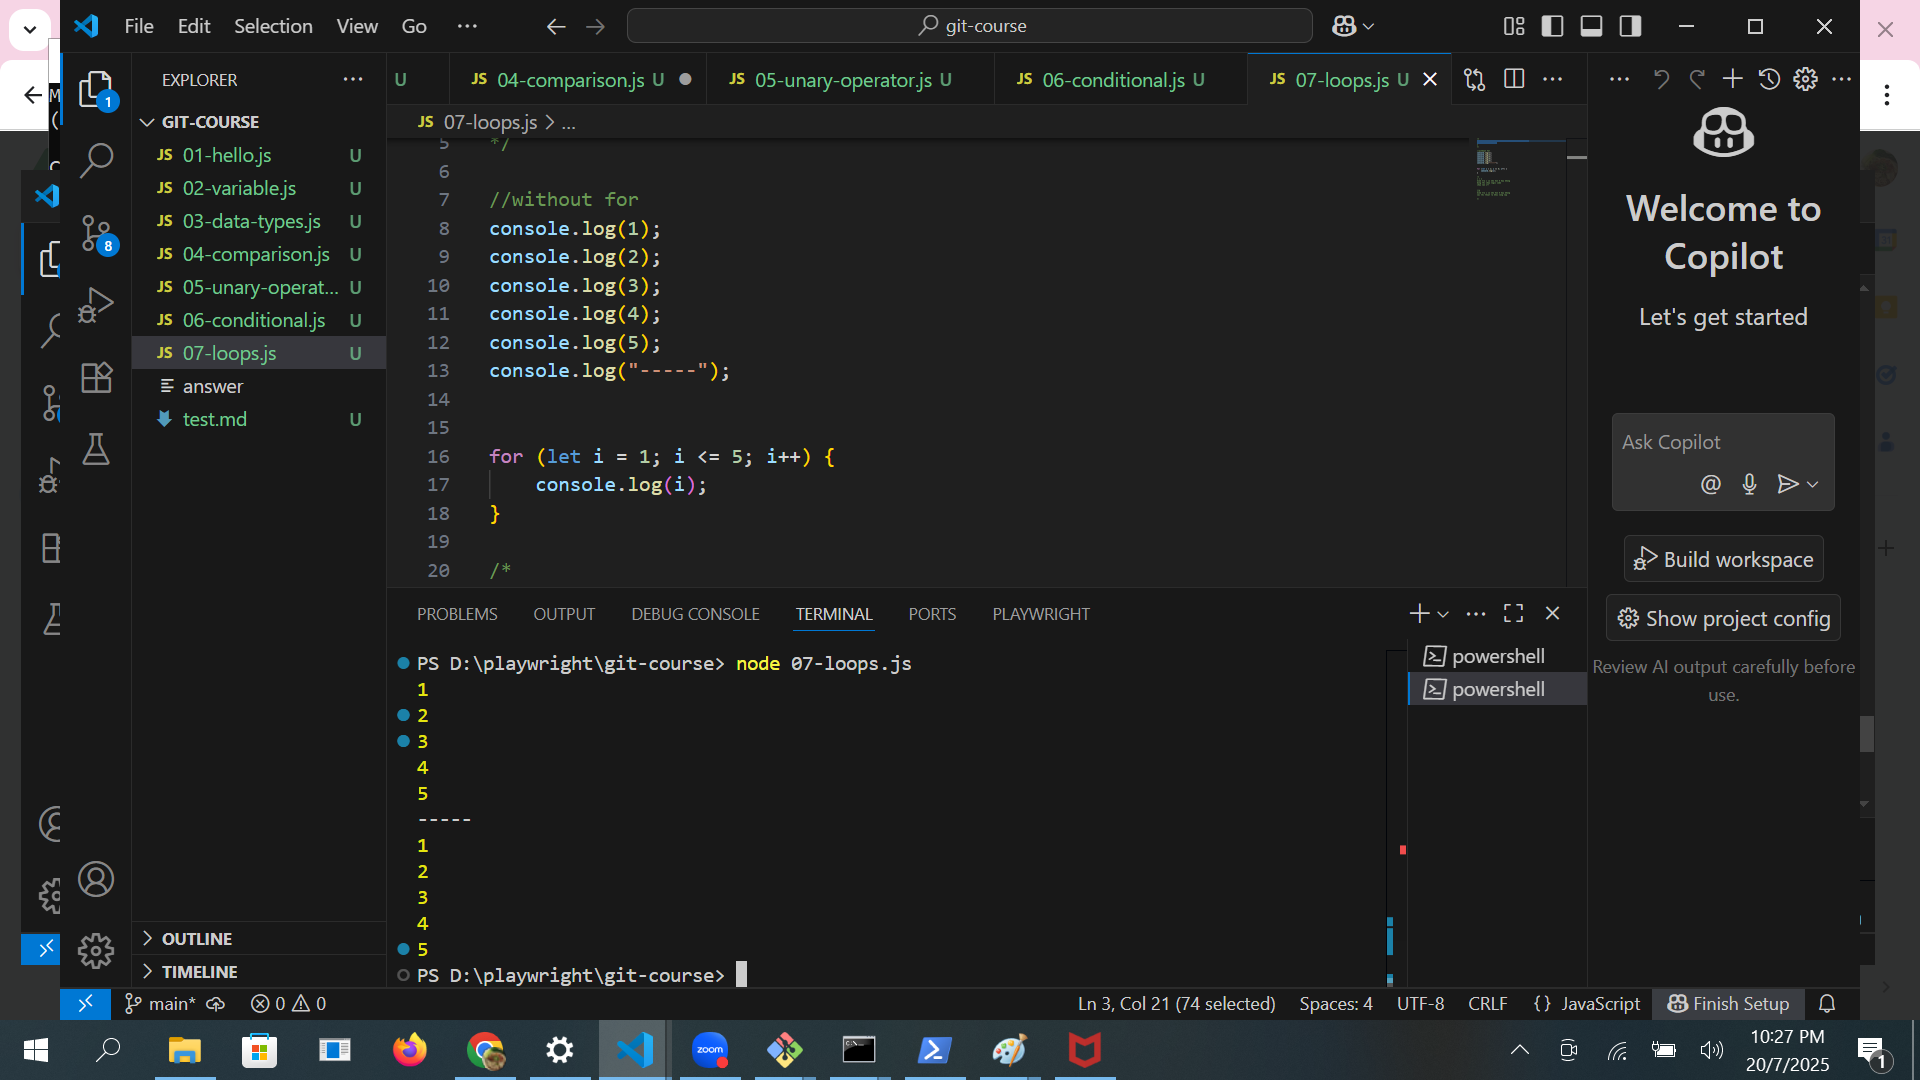 File Edit Selection View Go ···
git-course
EXPLORER
GIT-COURSE
JS 01-hello.js U
JS 02-variable.js U
JS 03-data-types.js U
JS 04-comparison.js U
JS 05-unary-operat... U
JS 06-conditional.js U
JS 07-loops.js U
answer
test.md U
OUTLINE
TIMELINE
1
8
U
JS 04-comparison.js U
JS 05-unary-operator.js U
JS 06-conditional.js U
JS 07-loops.js U
JS 07-loops.js > ...
5 */
6
7 //without for
8 console.log(1);
9 console.log(2);
10 console.log(3);
11 console.log(4);
12 console.log(5);
13 console.log("-----");
14
15
16 for (let i = 1; i <= 5; i++) {
17 console.log(i);
18 }
19
20 /*
PROBLEMS OUTPUT DEBUG CONSOLE TERMINAL PORTS PLAYWRIGHT
PS D:\playwright\git-course> node 07-loops.js
1
2
3
4
5
-----
1
2
3
4
5
PS D:\playwright\git-course>
powershell
powershell
Welcome to
Copilot
Let's get started
Ask Copilot
Build workspace
Show project config
Review AI output carefully before
use.
main* 0 0
Ln 3, Col 21 (74 selected) Spaces: 4 UTF-8 CRLF {} JavaScript Finish Setup
zoom
10:27 PM
20/7/2025
1